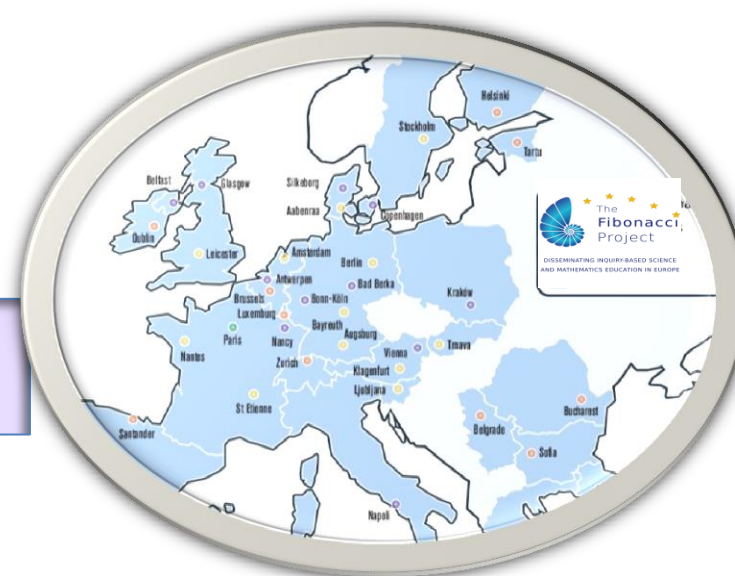 Helsinki
Stockholm
Tartu
Belfast
Glasgow
Silkeborg
Aabenraa
Copenhagen
Dublin
Leicester
The
Fibonacci
Project
DISSEMINATING INQUIRY-BASED SCIENCE
AND MATHEMATICS EDUCATION IN EUROPE
Amsterdam
Berlin
Antwerpen
Bad Berka
Brussels
Bonn-Köln
Kraków
Luxemburg
Bayreuth
Paris
Nancy
Augsburg
Nantes
Vienna
Trnava
Zurich
Klagenfurt
Ljubljana
St Etienne
Bucharest
Santander
Belgrade
Sofia
Napoli